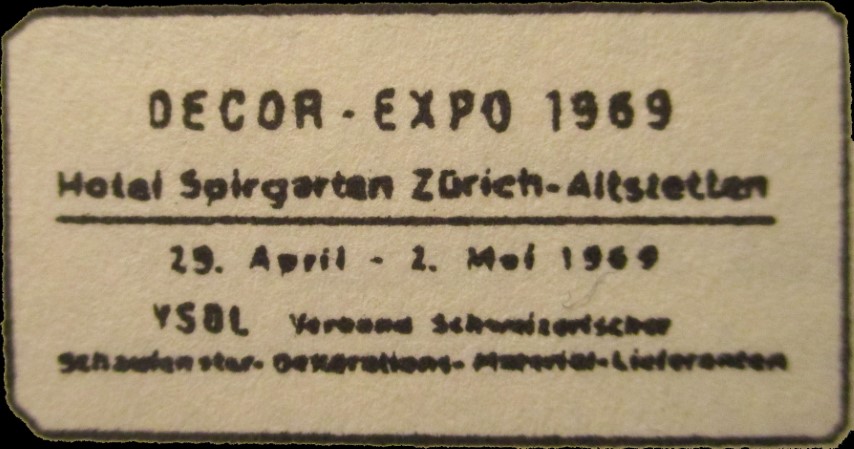 DECOR - EXPO 1969
Hotel Spirgarten Zürich-Altstetten
29. April - 2. Mai 1969
VSDL Verband Schweizerischer
Schaufenster- Dekorations- Material-Lieferanten